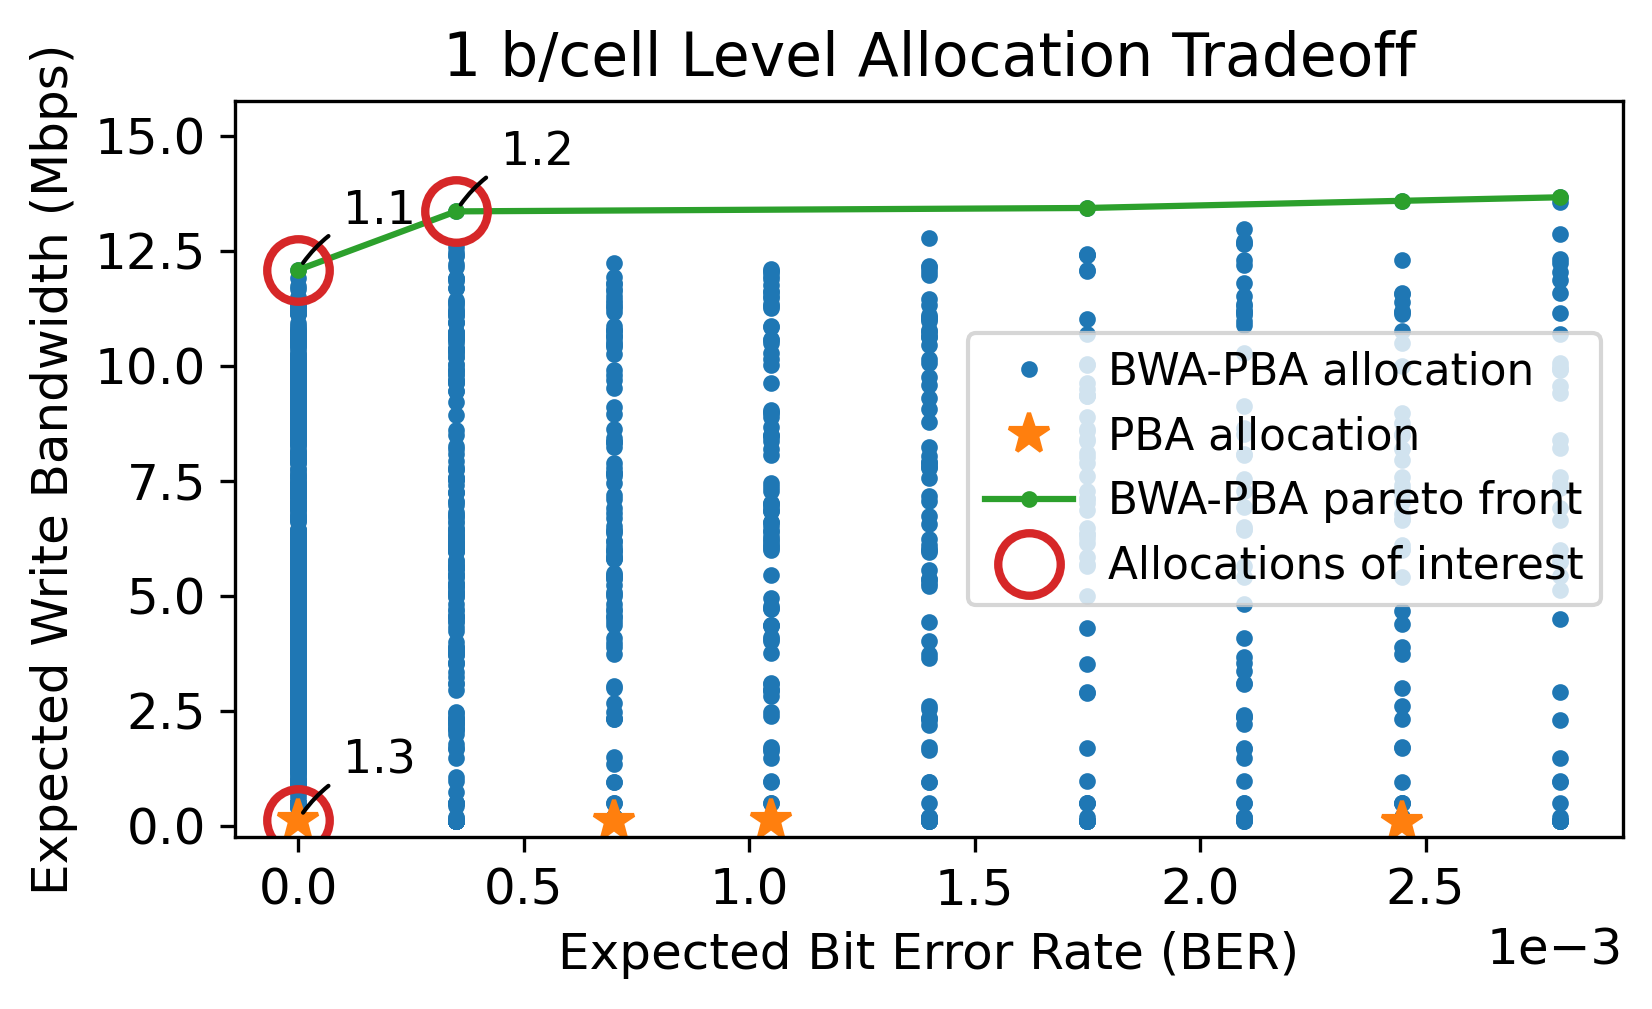 1 b/cell Level Allocation Tradeoff
Expected Write Bandwidth (Mbps)
15.0
12.5
10.0
7.5
5.0
2.5
0.0
1.1
1.2
1.3
BWA-PBA allocation
PBA allocation
BWA-PBA pareto front
Allocations of interest
0.0 0.5 1.0 1.5 2.0 2.5
Expected Bit Error Rate (BER)
1e−3